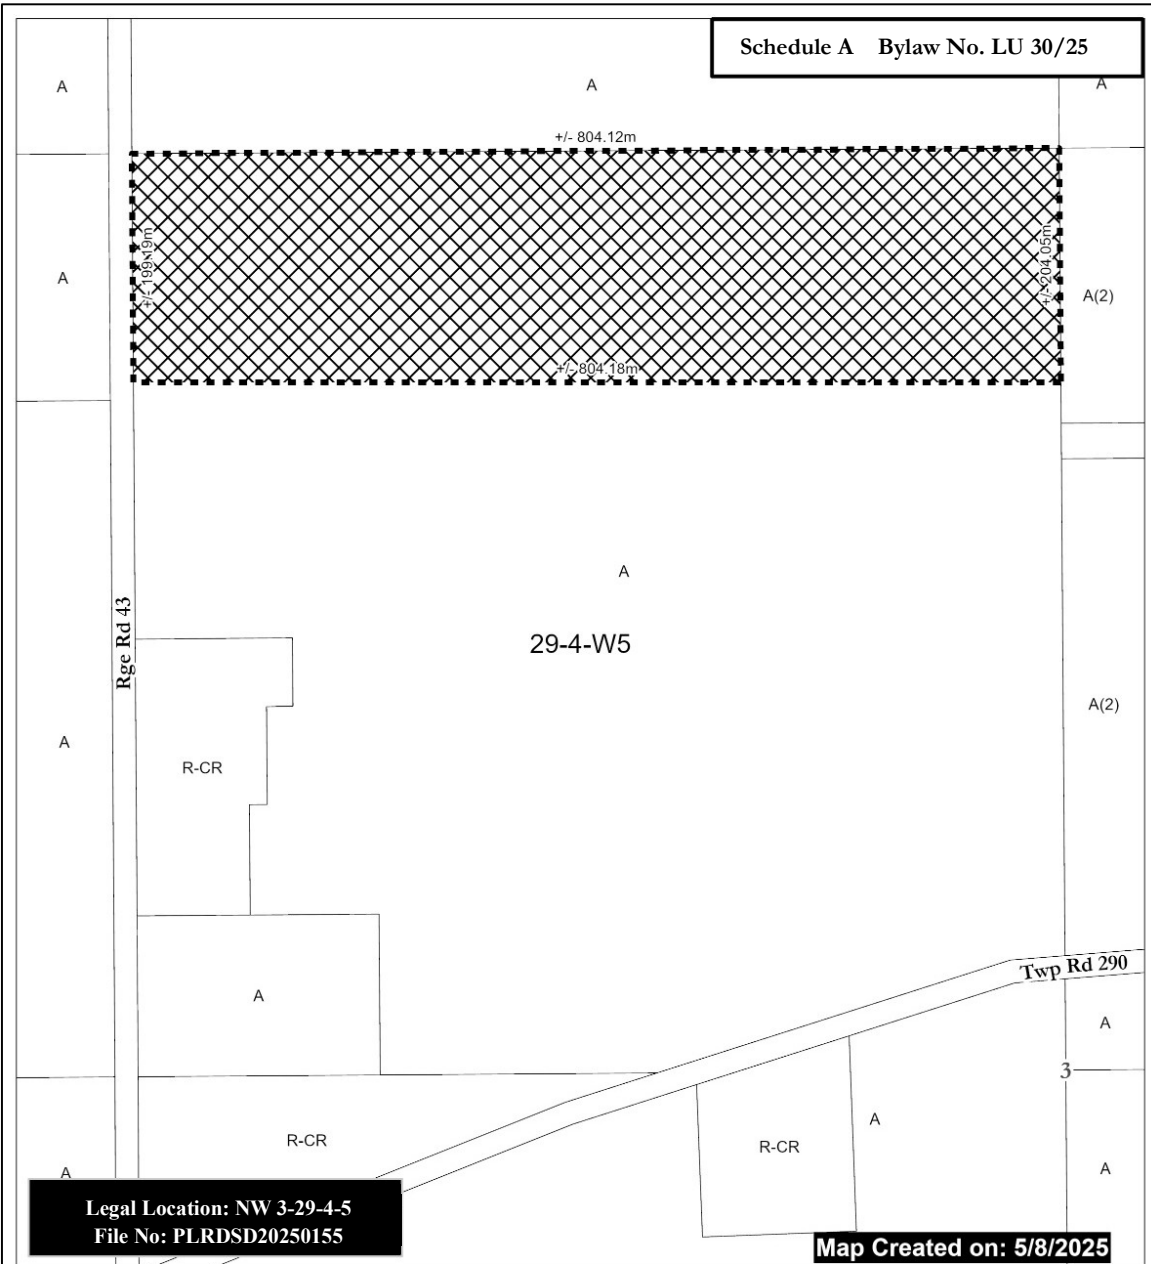 Schedule A Bylaw No. LU 30/25
A
A
A
+/- 804.12m
+/- 199.19m
+/- 204.05m
A
A(2)
+/- 804.18m
A
29-4-W5
Rge Rd 43
A(2)
A
R-CR
Twp Rd 290
A
A
3
A
R-CR
R-CR
A
A
Legal Location: NW 3-29-4-5
File No: PLRDSD20250155
Map Created on: 5/8/2025